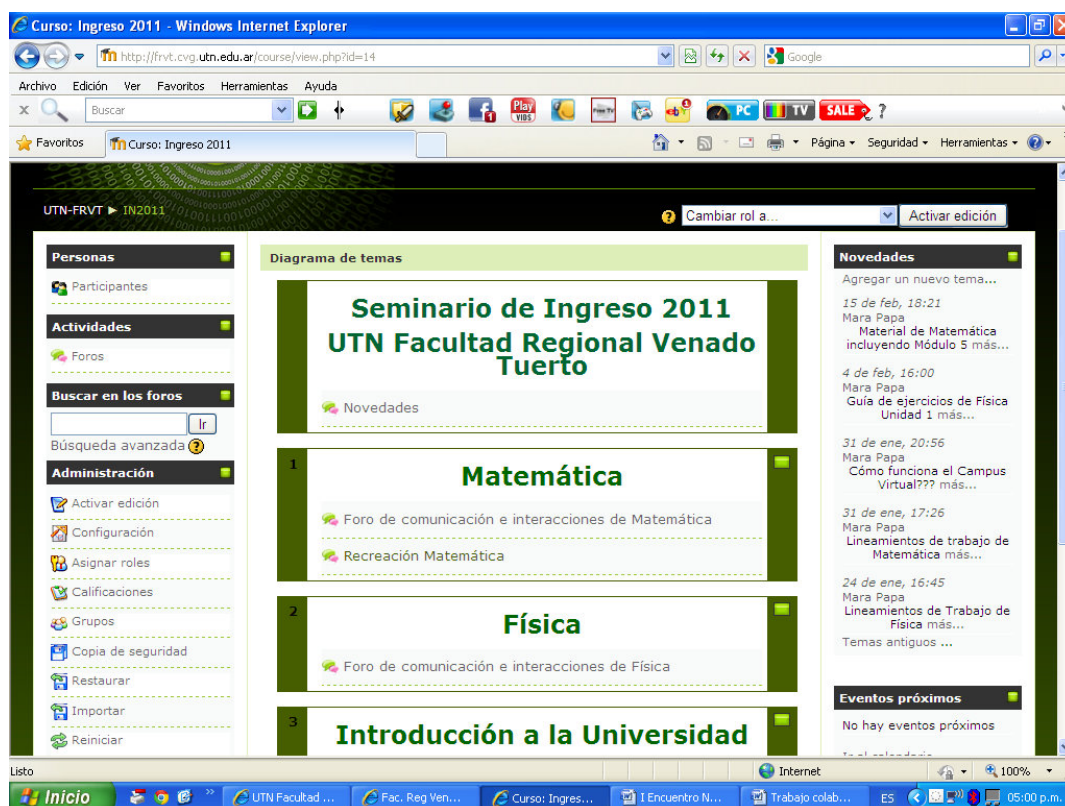 Curso: Ingreso 2011 - Windows Internet Explorer
http://frvt.cvg.utn.edu.ar/course/view.php?id=14
Google
Archivo Edición Ver Favoritos Herramientas Ayuda
x Buscar
Play
VIDS
Free TV
PC TV SALE ?
Favoritos Curso: Ingreso 2011
Página Seguridad Herramientas
UTN-FRVT ► IN2011
Cambiar rol a...
Activar edición
Personas
Participantes
Actividades
Foros
Buscar en los foros
Ir
Búsqueda avanzada
Administración
Activar edición
Configuración
Asignar roles
Calificaciones
Grupos
Copia de seguridad
Restaurar
Importar
Reiniciar
Diagrama de temas
Seminario de Ingreso 2011
UTN Facultad Regional Venado
Tuerto
Novedades
1
Matemática
Foro de comunicación e interacciones de Matemática
Recreación Matemática
2
Física
Foro de comunicación e interacciones de Física
3
Introducción a la Universidad
Novedades
Agregar un nuevo tema...
15 de feb, 18:21
Mara Papa
Material de Matemática
incluyendo Módulo 5 más...
4 de feb, 16:00
Mara Papa
Guía de ejercicios de Física
Unidad 1 más...
31 de ene, 20:56
Mara Papa
Cómo funciona el Campus
Virtual??? más...
31 de ene, 17:26
Mara Papa
Lineamientos de trabajo de
Matemática más...
24 de ene, 16:45
Mara Papa
Lineamientos de Trabajo de
Física más...
Temas antiguos ...
Eventos próximos
No hay eventos próximos
Listo
Internet
100%
Inicio
UTN Facultad ...
Fac. Reg Ven...
Curso: Ingres...
I Encuentro N...
Trabajo colab...
ES
05:00 p.m.